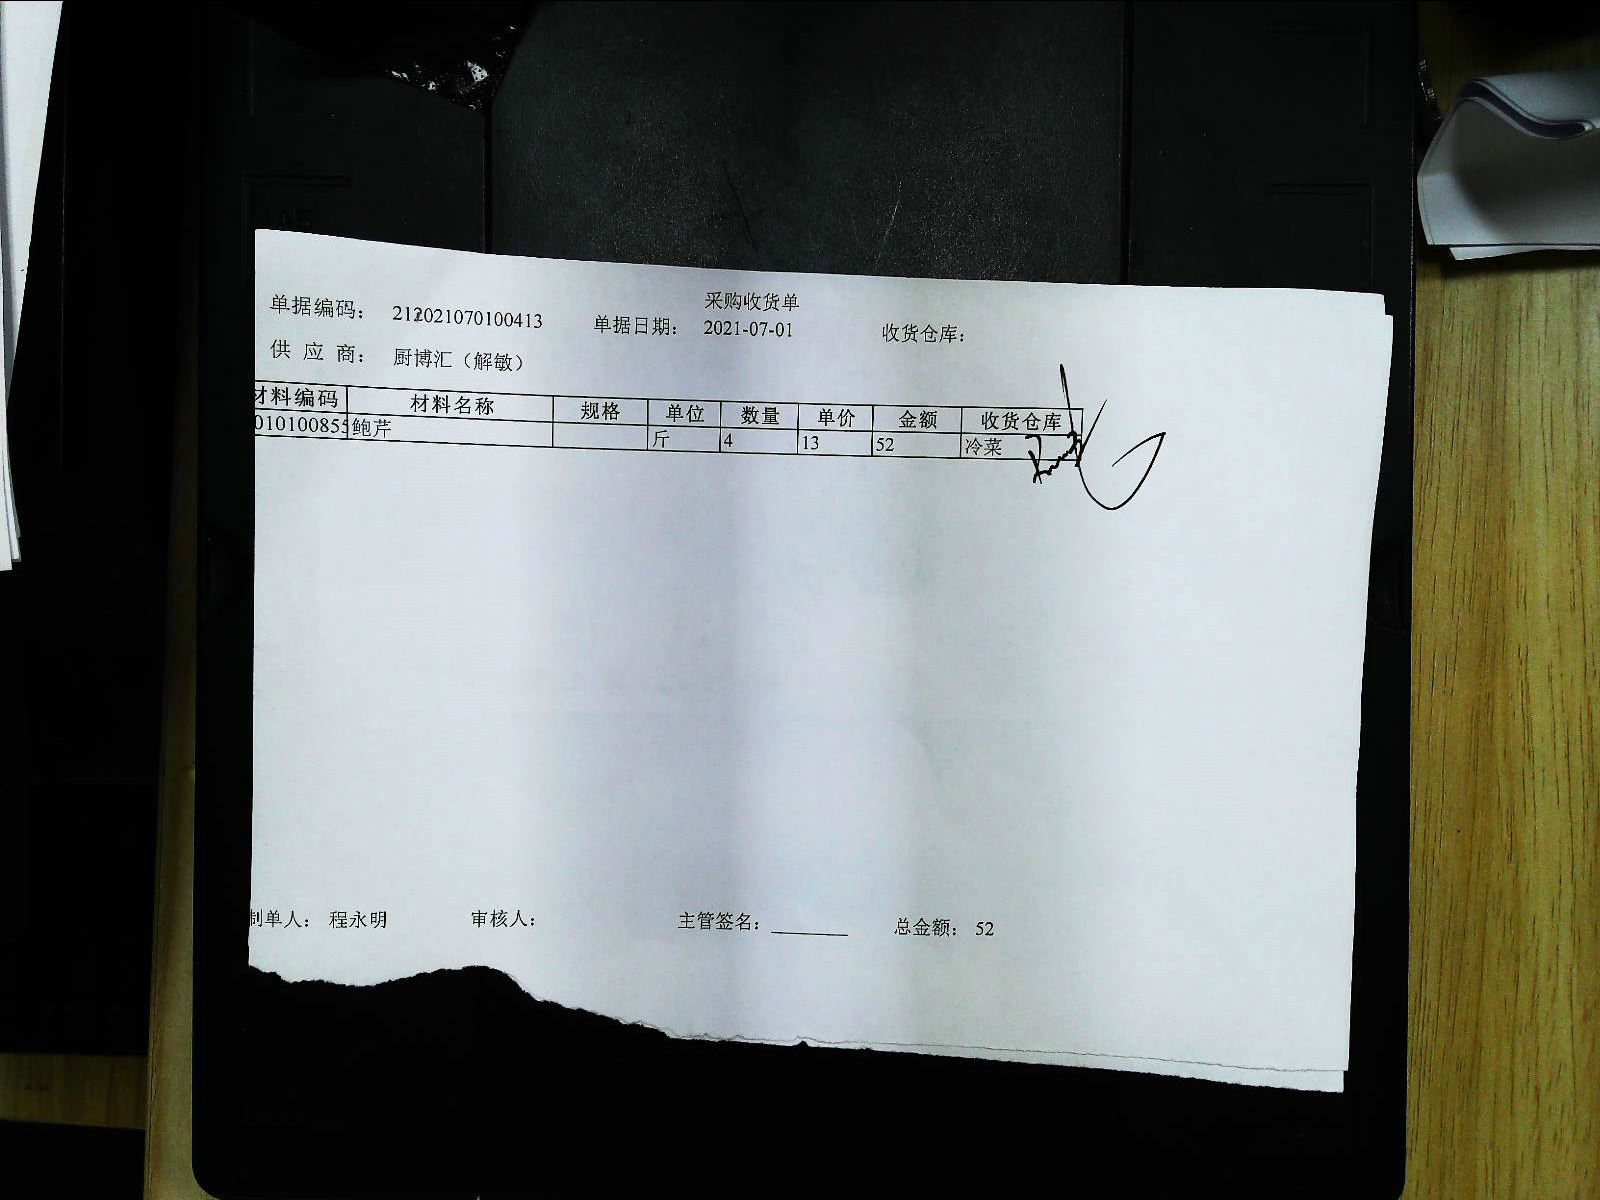 采购收货单
单据编码： 212021070100413 单据日期： 2021-07-01 收货仓库：
供 应 商： 厨博汇（解敏）
材料编码 材料名称 规格 单位 数量 单价 金额 收货仓库
010100855 鲍芹 斤 4 13 52 冷菜
制单人： 程永明 审核人： 主管签名： 总金额： 52